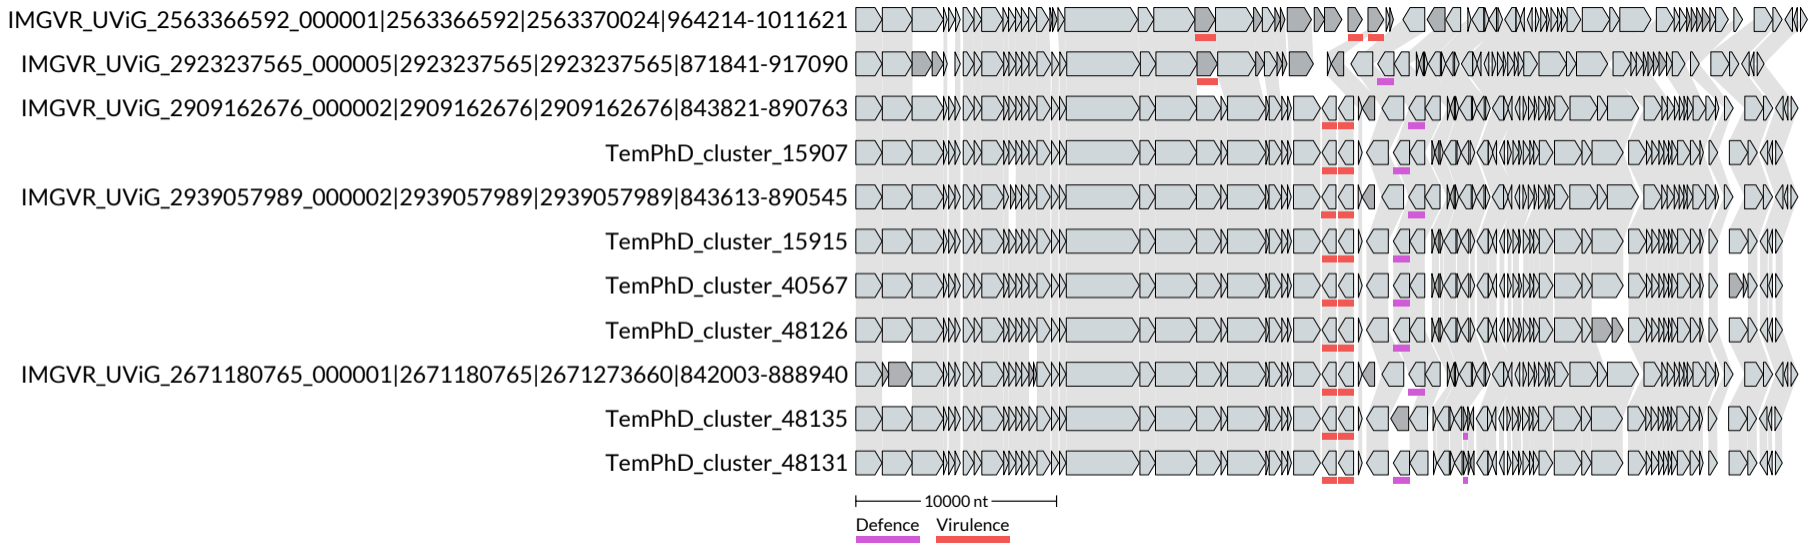 IMGVR_UViG_2563366592_000001|2563366592|2563370024|964214-1011621
IMGVR_UViG_2923237565_000005|2923237565|2923237565|871841-917090
IMGVR_UViG_2909162676_000002|2909162676|2909162676|843821-890763
TemPhD_cluster_15907
IMGVR_UViG_2939057989_000002|2939057989|2939057989|843613-890545
TemPhD_cluster_15915
TemPhD_cluster_40567
TemPhD_cluster_48126
IMGVR_UViG_2671180765_000001|2671180765|2671273660|842003-888940
TemPhD_cluster_48135
TemPhD_cluster_48131
10000 nt
Defence Virulence